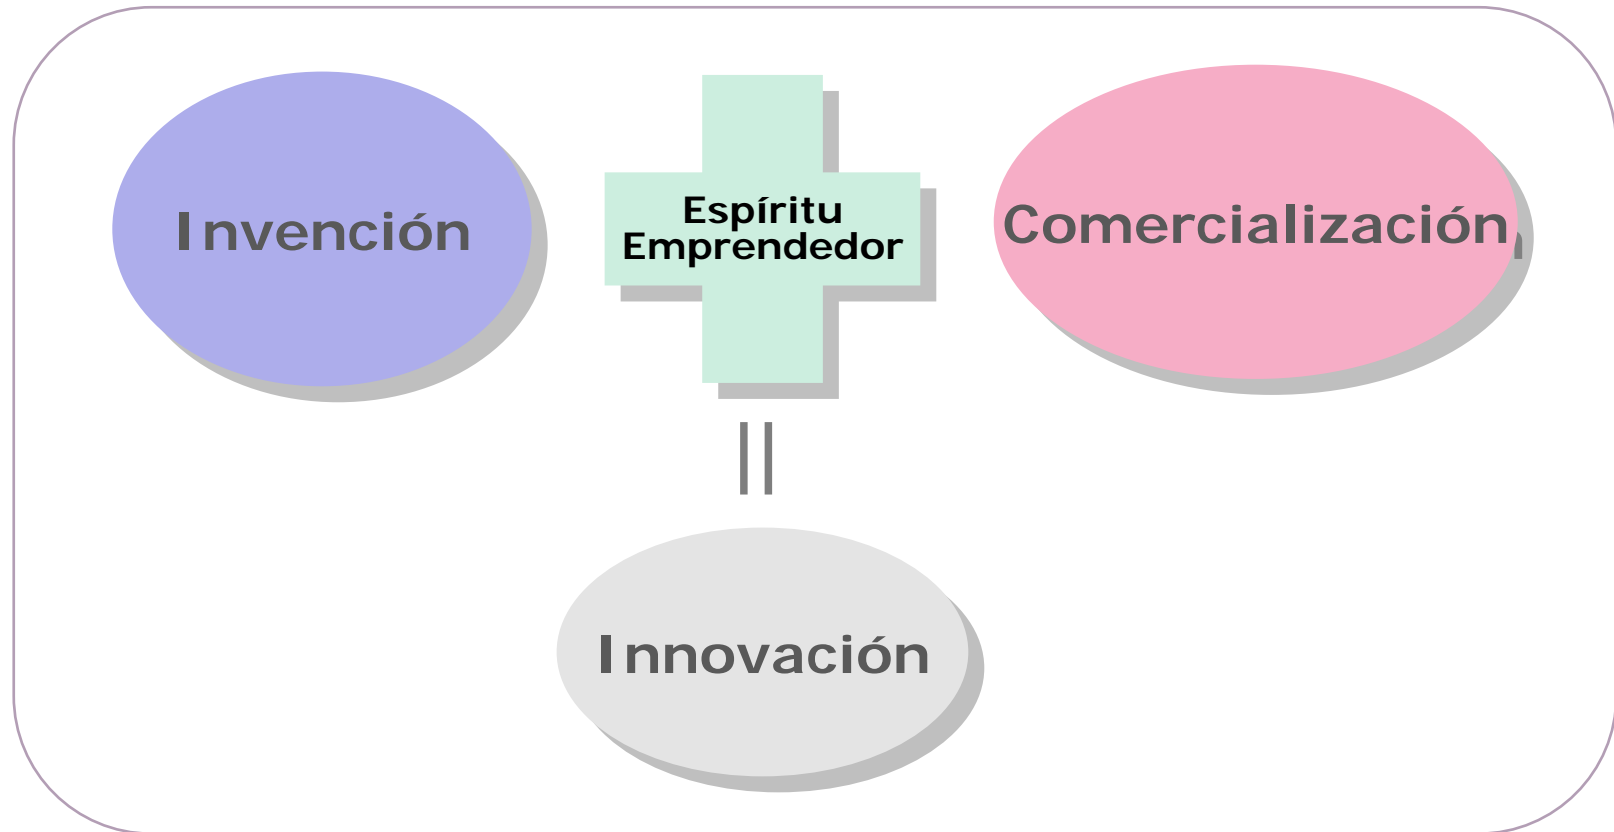 Invención
Espíritu
Emprendedor
Comercialización
Innovación